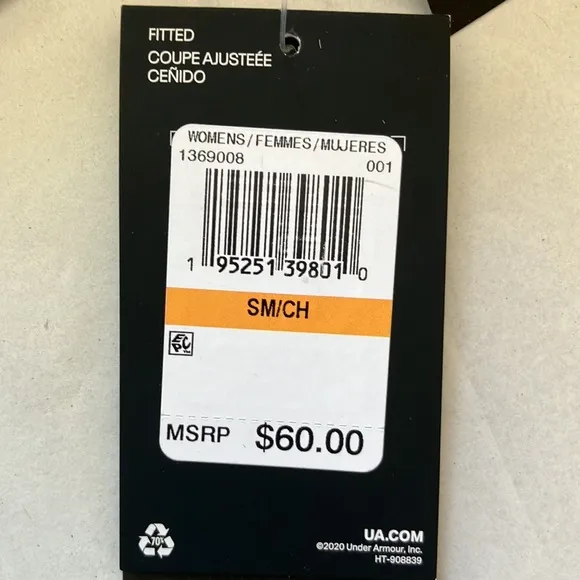 FITTED
COUPE AJUSTEÉE
CEÑIDO
WOMENS/FEMMES/MUJERES
1369008 001
1 95251 39801 0
SM/CH
EPC™
MSRP $60.00
70%
UA.COM
©2020 Under Armour, Inc.
HT-908839